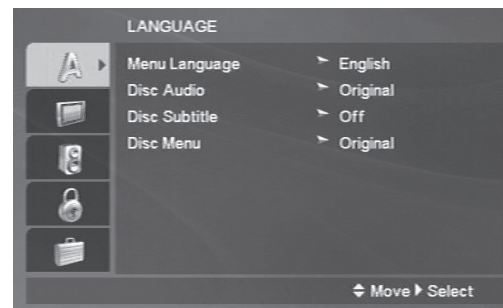 LANGUAGE
A
Menu Language English
Disc Audio Original
Disc Subtitle Off
Disc Menu Original
Move Select